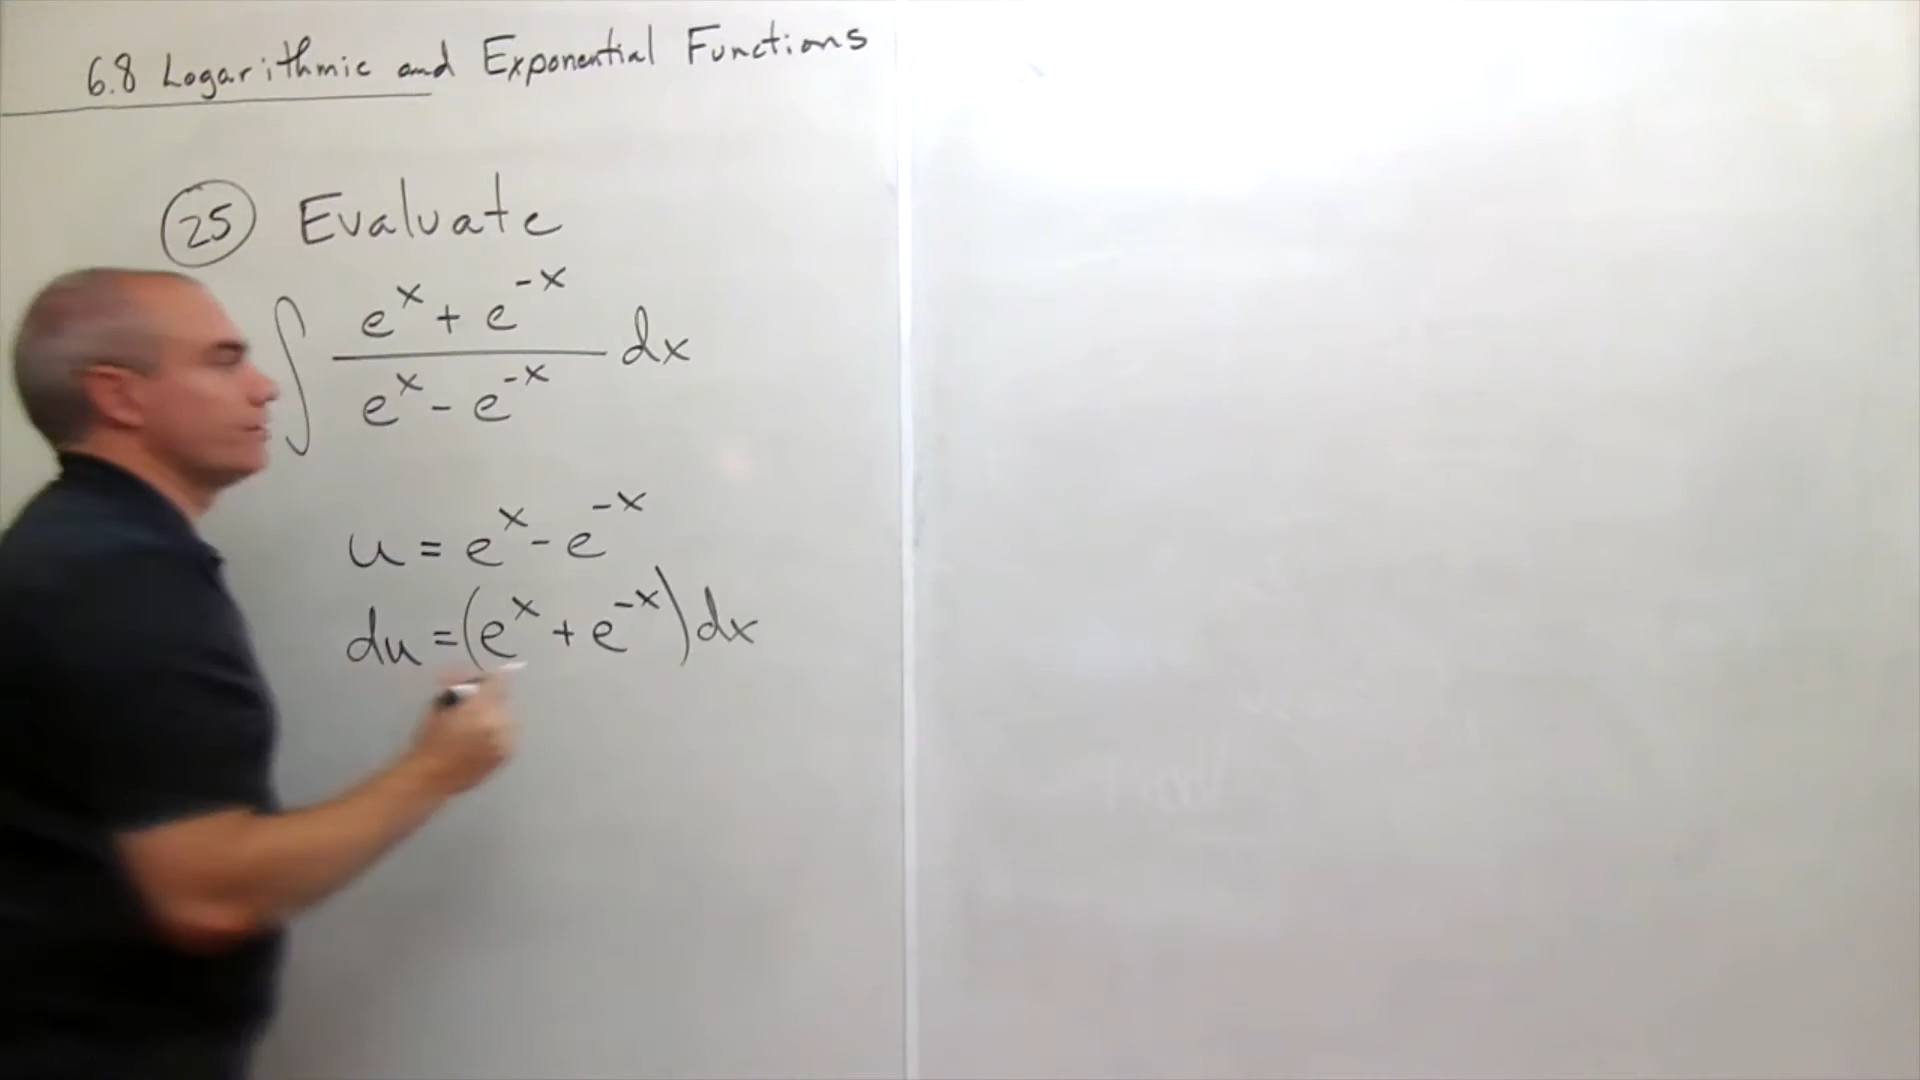 6.8 Logarithmic and Exponential Functions
25 Evaluate
∫ (e^x + e^-x)/(e^x - e^-x) dx
u = e^x - e^-x
du = (e^x + e^-x) dx